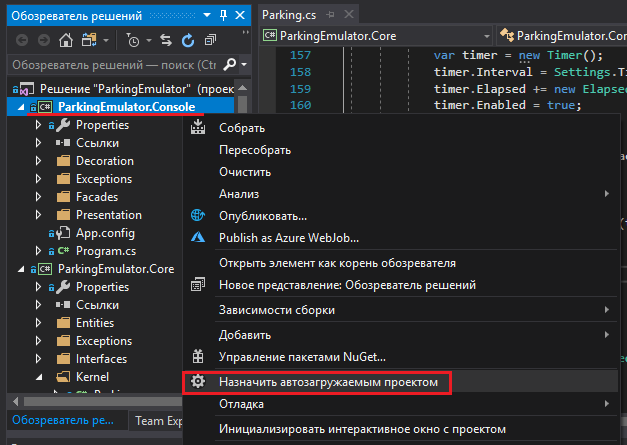 Обозреватель решений
Обозреватель решений — поиск (Ctrl
Решение "ParkingEmulator" (проек
ParkingEmulator.Console
Properties
Ссылки
Decoration
Exceptions
Facades
Presentation
App.config
Program.cs
ParkingEmulator.Core
Properties
Ссылки
Entities
Exceptions
Interfaces
Kernel
Обозреватель ре...
Team Exp
Parking.cs
ParkingEmulator.Core
ParkingEmulator.Cor
157 var timer = new Timer();
158 timer.Interval = Settings.Ti
159 timer.Elapsed += new Elapsed
160 timer.Enabled = true;
Собрать
Пересобрать
Очистить
Анализ
Опубликовать...
Publish as Azure WebJob...
Открыть элемент как корень обозревателя
Новое представление: Обозреватель решений
Зависимости сборки
Добавить
Управление пакетами NuGet...
Назначить автозагружаемым проектом
Отладка
Инициализировать интерактивное окно с проектом